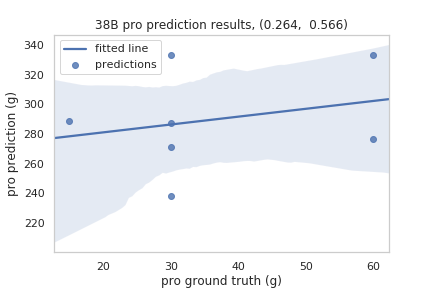 38B pro prediction results, (0.264,  0.566)
fitted line
predictions
pro prediction (g)
340
320
300
280
260
240
220
20
30
40
50
60
pro ground truth (g)